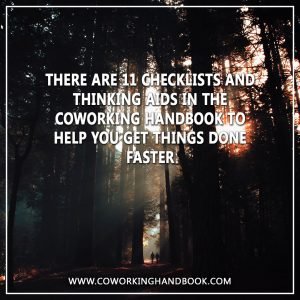 THERE ARE 11 CHECKLISTS AND
THINKING AIDS IN THE
COWORKING HANDBOOK TO
HELP YOU GET THINGS DONE
FASTER.
WWW.COWORKINGHANDBOOK.COM